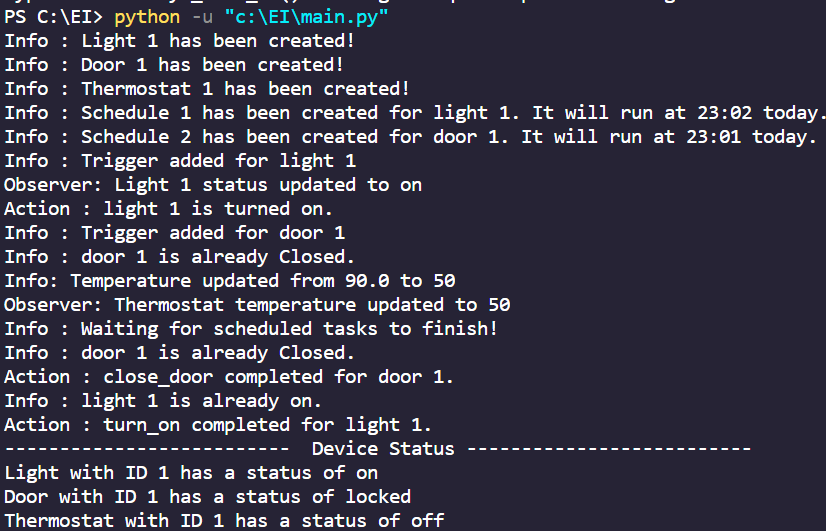 PS C:\EI> python -u "c:\EI\main.py"
Info : Light 1 has been created!
Info : Door 1 has been created!
Info : Thermostat 1 has been created!
Info : Schedule 1 has been created for light 1. It will run at 23:02 today.
Info : Schedule 2 has been created for door 1. It will run at 23:01 today.
Info : Trigger added for light 1
Observer: Light 1 status updated to on
Action : light 1 is turned on.
Info : Trigger added for door 1
Info : door 1 is already Closed.
Info: Temperature updated from 90.0 to 50
Observer: Thermostat temperature updated to 50
Info : Waiting for scheduled tasks to finish!
Info : door 1 is already Closed.
Action : close_door completed for door 1.
Info : light 1 is already on.
Action : turn_on completed for light 1.
-------------------------- Device Status --------------------------
Light with ID 1 has a status of on
Door with ID 1 has a status of locked
Thermostat with ID 1 has a status of off